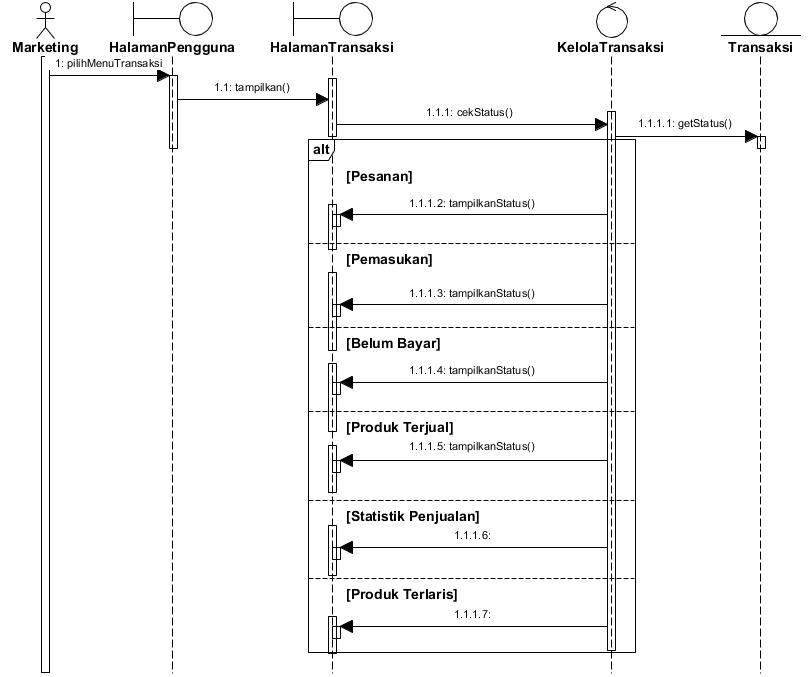 Marketing
HalamanPengguna
HalamanTransaksi
KelolaTransaksi
Transaksi
1: pilihMenuTransaksi
1.1: tampilkan()
1.1.1: cekStatus()
1.1.1.1: getStatus()
alt
[Pesanan]
1.1.1.2: tampilkanStatus()
[Pemasukan]
1.1.1.3: tampilkanStatus()
[Belum Bayar]
1.1.1.4: tampilkanStatus()
[Produk Terjual]
1.1.1.5: tampilkanStatus()
[Statistik Penjualan]
1.1.1.6:
[Produk Terlaris]
1.1.1.7: